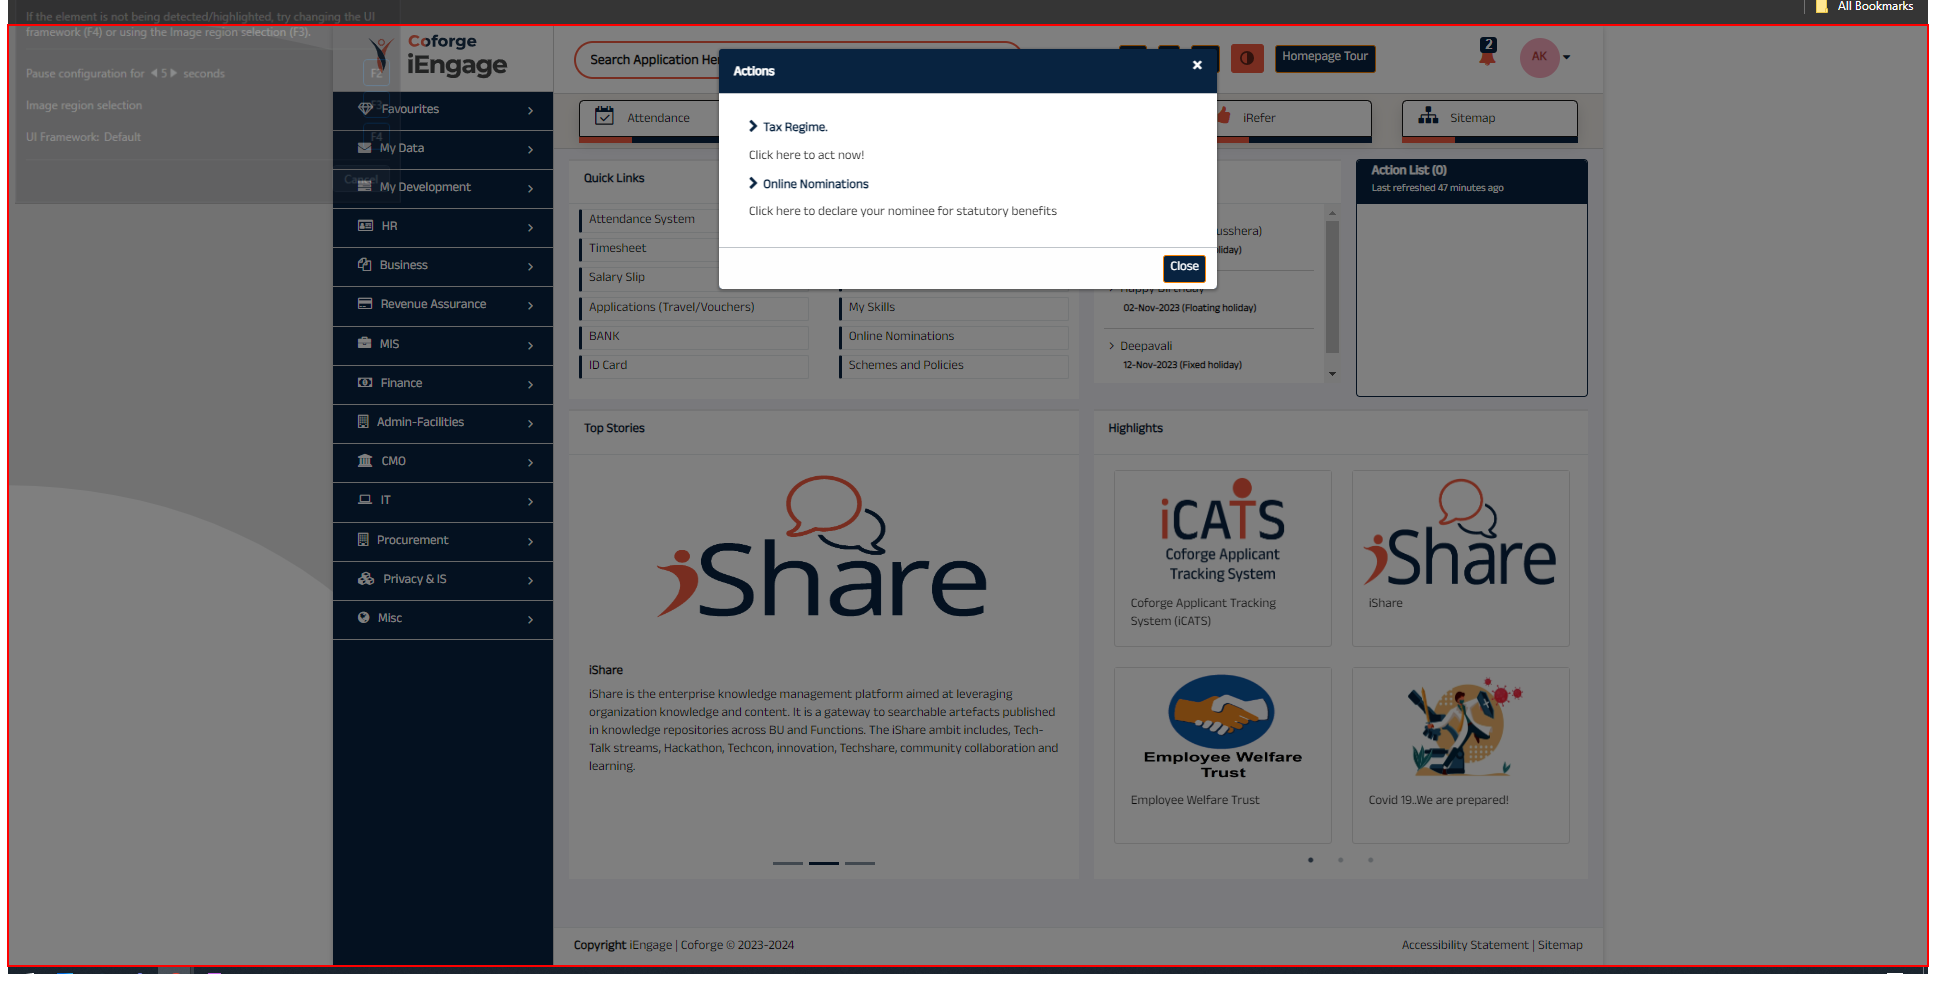 All Bookmarks
If the element is not being detected/highlighted, try changing the UI
framework (F4) or using the Image region selection (F3).
Pause configuration for 5 seconds
F2
Image region selection
F3
UI Framework: Default
F4
Cancel
Coforge
iEngage
Search Application He
Homepage Tour
2
AK
Favourites
My Data
My Development
HR
Business
Revenue Assurance
MIS
Finance
Admin-Facilities
CMO
IT
Procurement
Privacy & IS
Misc
Attendance
iRefer
Sitemap
Actions
×
Tax Regime.
Click here to act now!
Online Nominations
Click here to declare your nominee for statutory benefits
Close
Quick Links
Attendance System
Timesheet
Salary Slip
Applications (Travel/Vouchers)
BANK
ID Card
My Skills
Online Nominations
Schemes and Policies
usshera)
liday)
Happy Birthday
02-Nov-2023 (Floating holiday)
Deepavali
12-Nov-2023 (Fixed holiday)
Action List (0)
Last refreshed 47 minutes ago
Top Stories
iShare
iShare
iShare is the enterprise knowledge management platform aimed at leveraging
organization knowledge and content. It is a gateway to searchable artefacts published
in knowledge repositories across BU and Functions. The iShare ambit includes, Tech-
Talk streams, Hackathon, Techcon, innovation, Techshare, community collaboration and
learning.
Highlights
iCATS
Coforge Applicant
Tracking System
Coforge Applicant Tracking
System (iCATS)
iShare
iShare
Employee Welfare
Trust
Employee Welfare Trust
Covid 19..We are prepared!
Copyright iEngage | Coforge © 2023-2024
Accessibility Statement | Sitemap